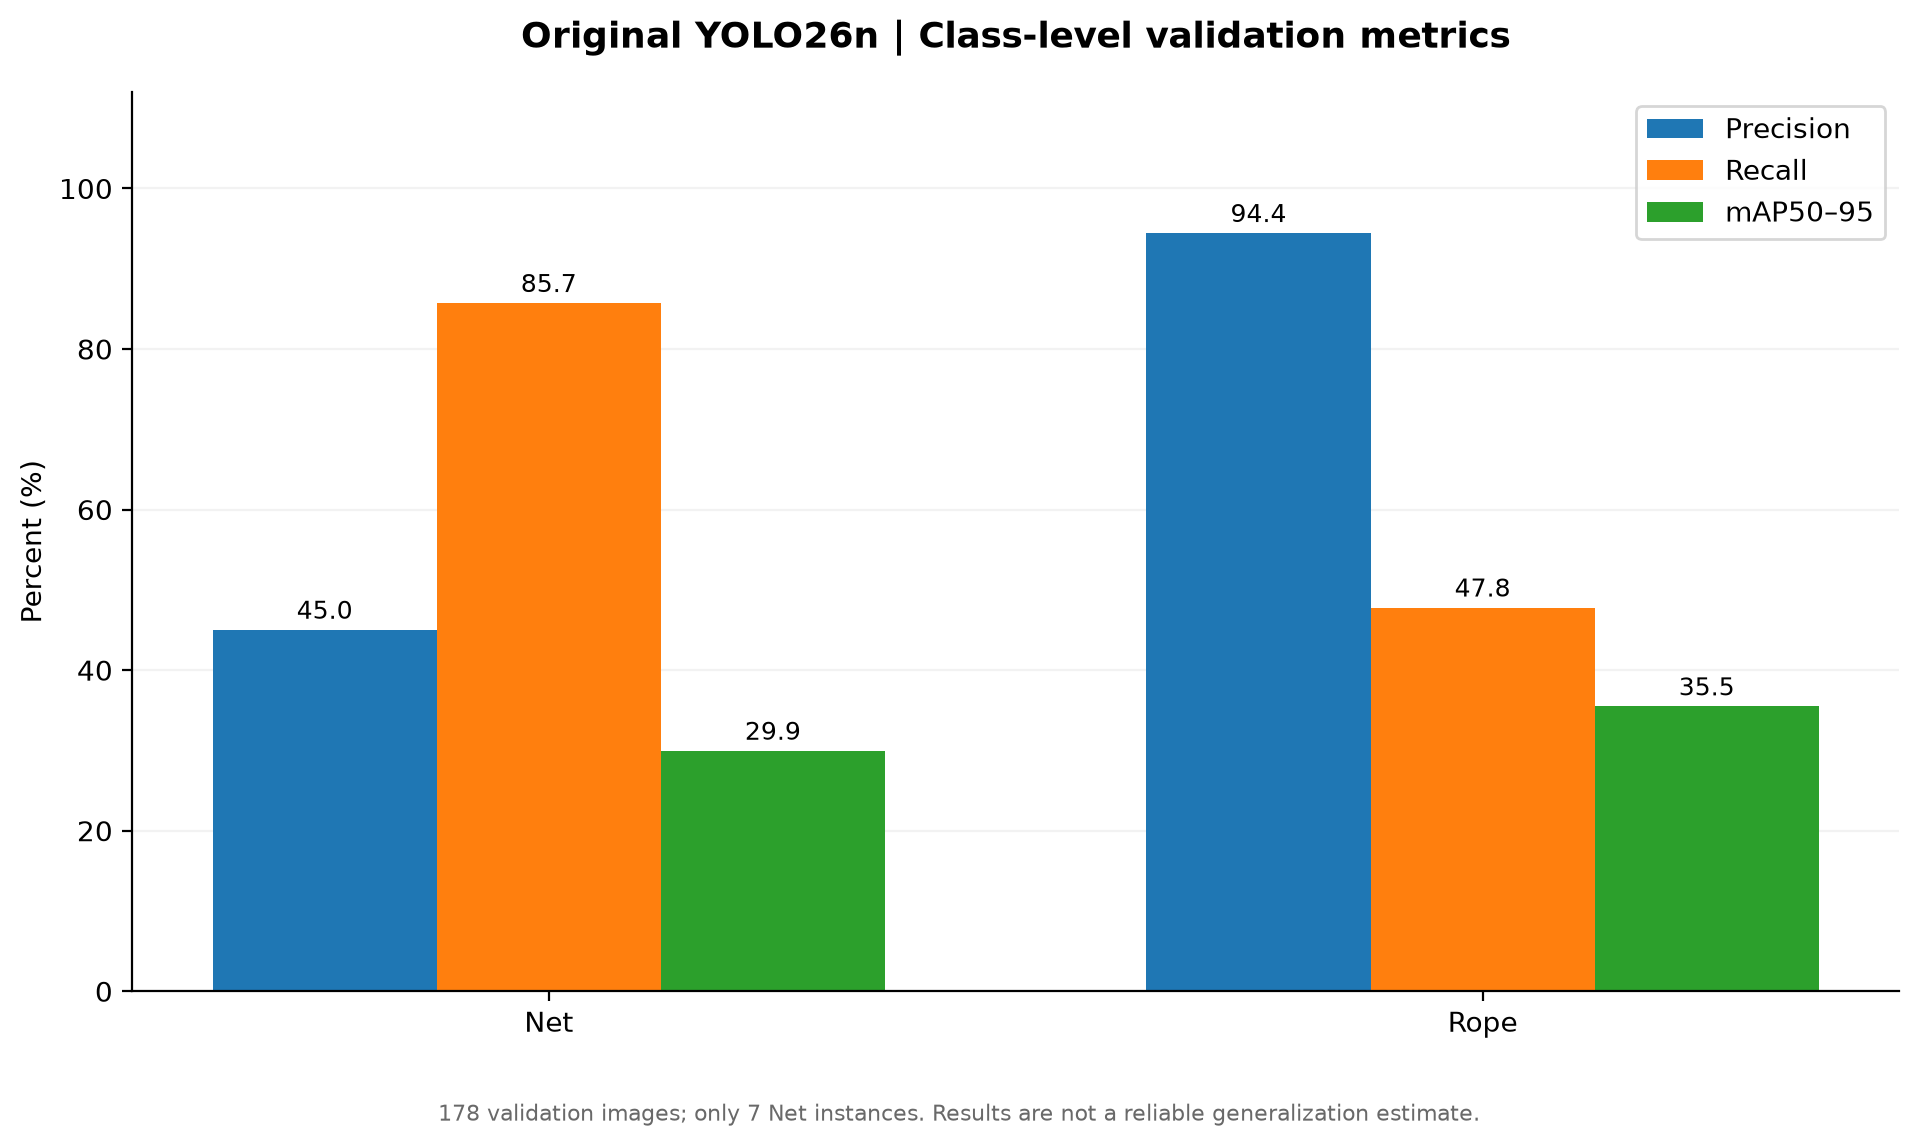 Original YOLO26n | Class-level validation metrics
Precision
Recall
mAP50–95
Percent (%)
100
80
60
40
20
0
45.0
85.7
29.9
94.4
47.8
35.5
Net
Rope
178 validation images; only 7 Net instances. Results are not a reliable generalization estimate.